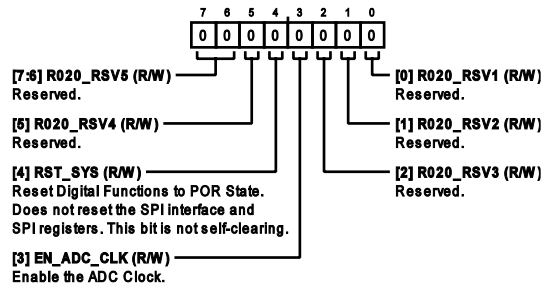 7 6 5 4 3 2 1 0
0 0 0 0 0 0 0 0
[7:6] R020_RSV5 (R/W)
Reserved.
[5] R020_RSV4 (R/W)
Reserved.
[4] RST_SYS (R/W)
Reset Digital Functions to POR State.
Does not reset the SPI interface and
SPI registers. This bit is not self-clearing.
[3] EN_ADC_CLK (R/W)
Enable the ADC Clock.
[0] R020_RSV1 (R/W)
Reserved.
[1] R020_RSV2 (R/W)
Reserved.
[2] R020_RSV3 (R/W)
Reserved.